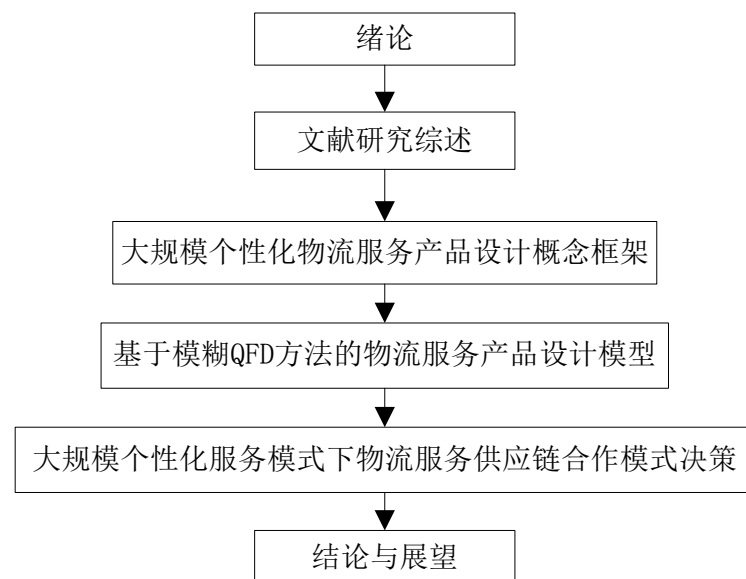 绪论
文献研究综述
大规模个性化物流服务产品设计概念框架
基于模糊QFD方法的物流服务产品设计模型
大规模个性化服务模式下物流服务供应链合作模式决策
结论与展望